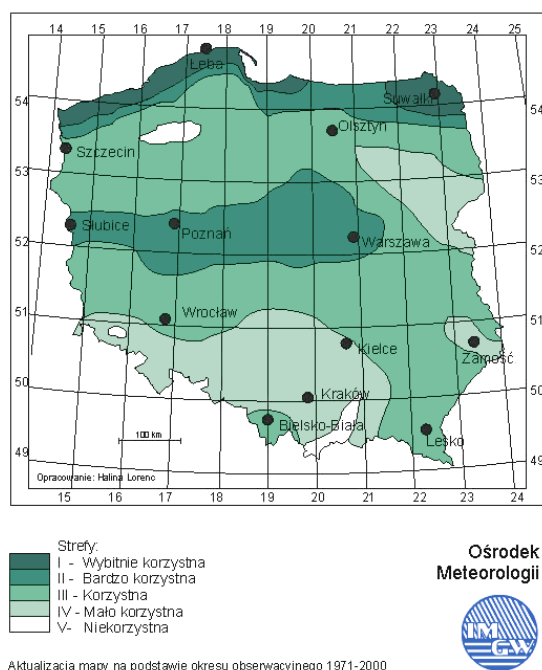 14 15 16 17 18 19 20 21 22 23 24 25
Łeba
54 Suwałki 54
Olsztyn
Szczecin
53 53
Słubice Poznań
52 Warszawa 52
51 Wrocław 51
Kielce
Zamość
50 Kraków 50
Bielsko-Biała Lesko
100 km
49 49
Opracowanie: Halina Lorenc
15 16 17 18 19 20 21 22 23 24
Strefy:
I - Wybitnie korzystna
II - Bardzo korzystna
III - Korzystna
IV - Mało korzystna
V- Niekorzystna
Ośrodek
Meteorologii
IM
GW
Aktualizacja mapy na podstawie okresu obserwacyjnego 1971-2000